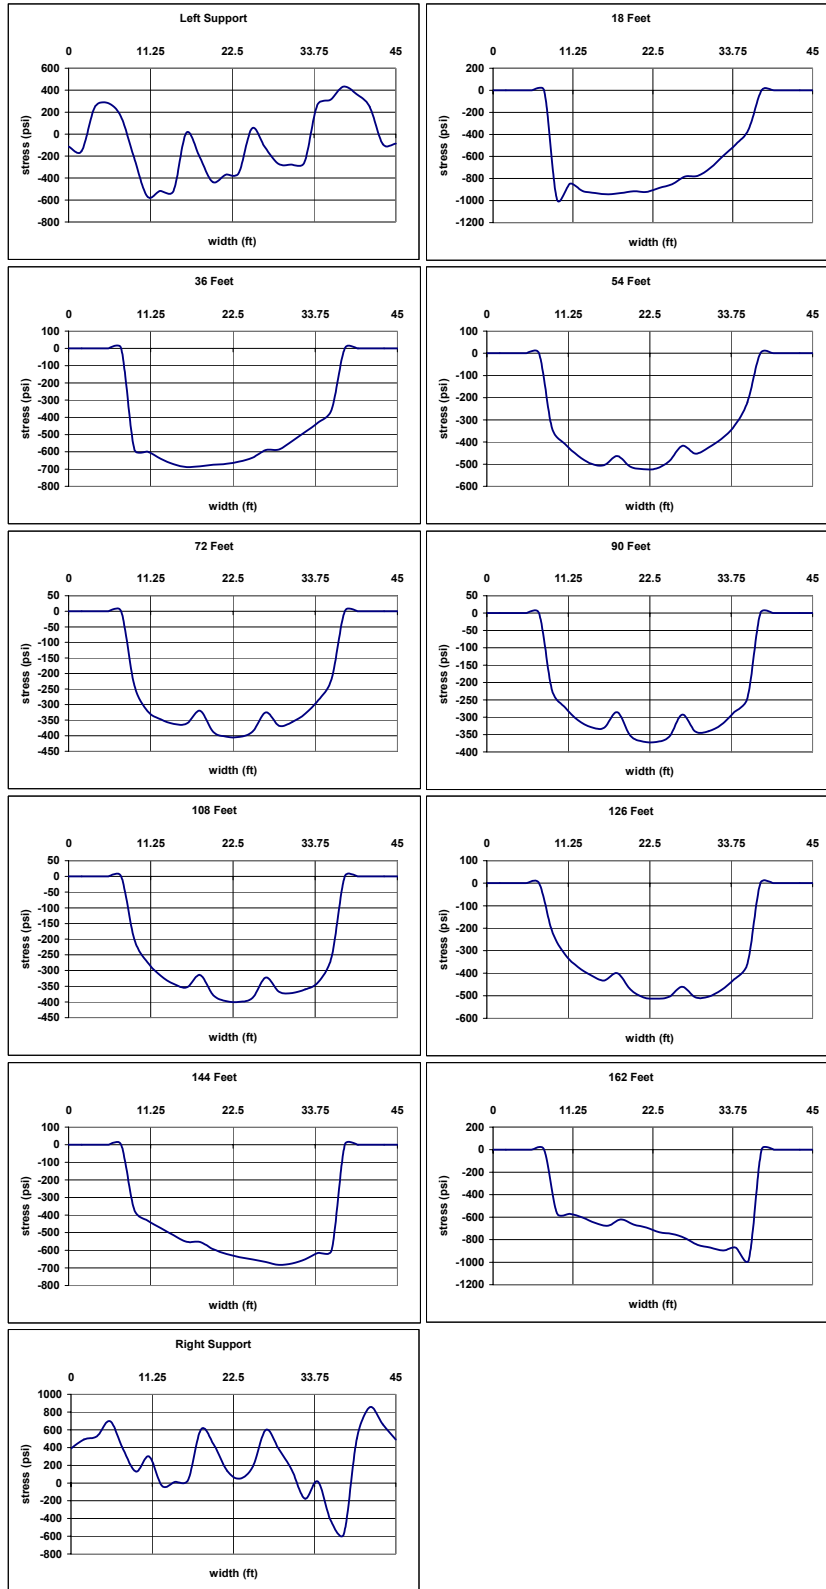 Left Support
0 11.25 22.5 33.75 45
600
400
200
0
-200
-400
-600
-800
stress (psi)
width (ft)
18 Feet
0 11.25 22.5 33.75 45
200
0
-200
-400
-600
-800
-1000
-1200
stress (psi)
width (ft)
36 Feet
0 11.25 22.5 33.75 45
100
0
-100
-200
-300
-400
-500
-600
-700
-800
stress (psi)
width (ft)
54 Feet
0 11.25 22.5 33.75 45
100
0
-100
-200
-300
-400
-500
-600
stress (psi)
width (ft)
72 Feet
0 11.25 22.5 33.75 45
50
0
-50
-100
-150
-200
-250
-300
-350
-400
-450
stress (psi)
width (ft)
90 Feet
0 11.25 22.5 33.75 45
50
0
-50
-100
-150
-200
-250
-300
-350
-400
stress (psi)
width (ft)
108 Feet
0 11.25 22.5 33.75 45
50
0
-50
-100
-150
-200
-250
-300
-350
-400
-450
stress (psi)
width (ft)
126 Feet
0 11.25 22.5 33.75 45
100
0
-100
-200
-300
-400
-500
-600
stress (psi)
width (ft)
144 Feet
0 11.25 22.5 33.75 45
100
0
-100
-200
-300
-400
-500
-600
-700
-800
stress (psi)
width (ft)
162 Feet
0 11.25 22.5 33.75 45
200
0
-200
-400
-600
-800
-1000
-1200
stress (psi)
width (ft)
Right Support
0 11.25 22.5 33.75 45
1000
800
600
400
200
0
-200
-400
-600
-800
stress (psi)
width (ft)